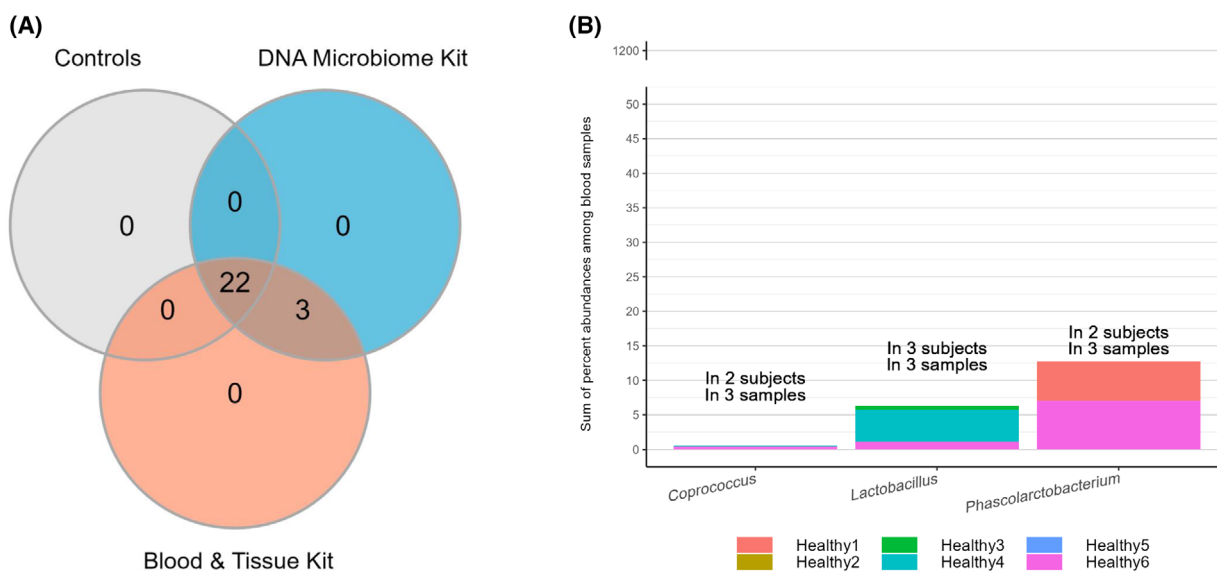 (A)
Controls
DNA Microbiome Kit
0
0
0
22
0
3
0
Blood & Tissue Kit
(B)
Sum of percent abundances among blood samples
1200
50
45
40
35
30
25
20
15
10
5
0
In 2 subjects
In 3 samples
In 3 subjects
In 3 samples
In 2 subjects
In 3 samples
Coprococcus
Lactobacillus
Phascolarctobacterium
Healthy1
Healthy3
Healthy5
Healthy2
Healthy4
Healthy6